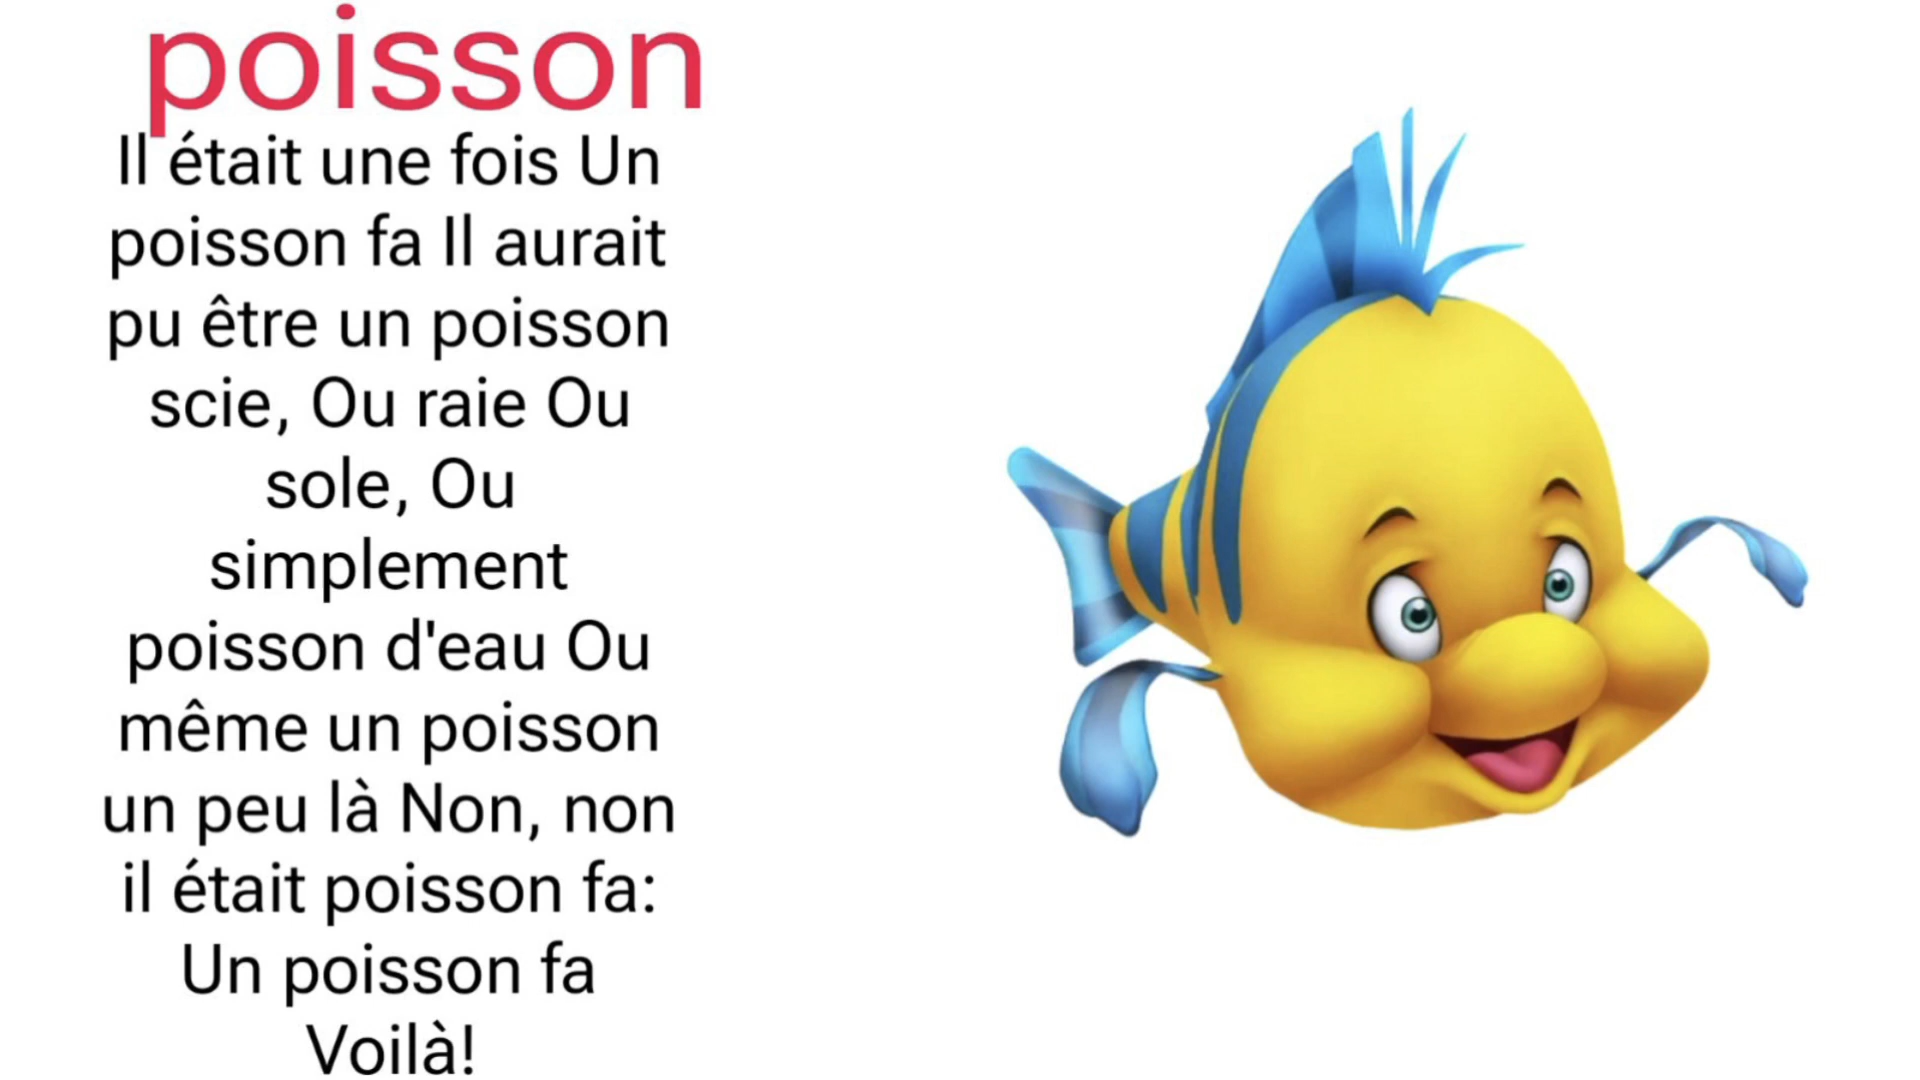 poisson
Il était une fois Un
poisson fa Il aurait
pu être un poisson
scie, Ou raie Ou
sole, Ou
simplement
poisson d'eau Ou
même un poisson
un peu là Non, non
il était poisson fa:
Un poisson fa
Voilà!